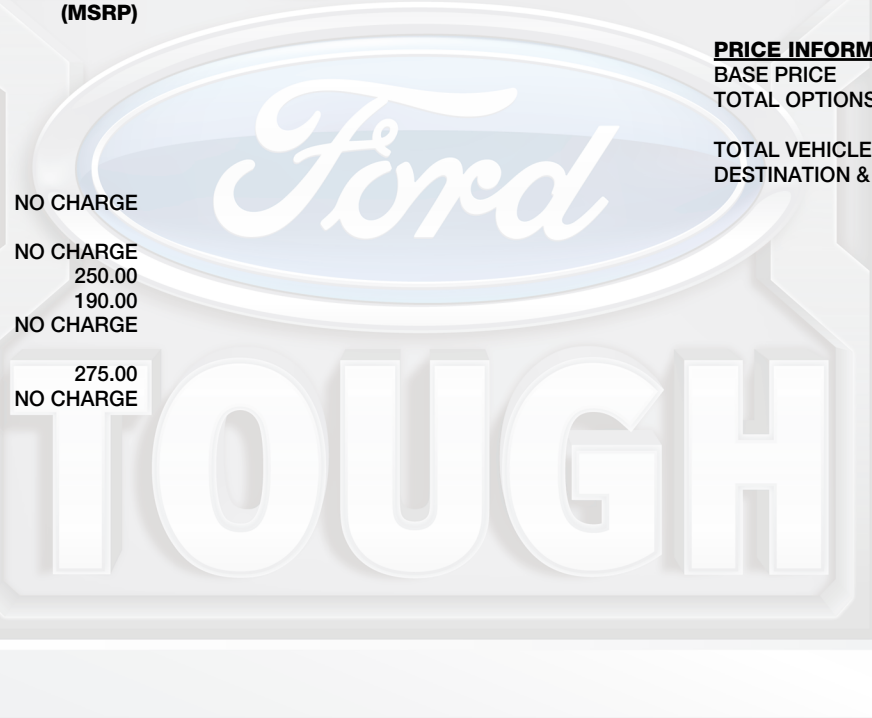 (MSRP)
NO CHARGE
NO CHARGE
250.00
190.00
NO CHARGE
275.00
NO CHARGE
PRICE INFORM
BASE PRICE
TOTAL OPTIONS
TOTAL VEHICLE
DESTINATION &
Ford
TOUGH